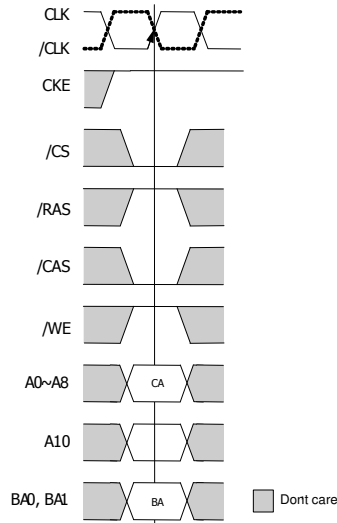 CLK
/CLK
CKE
/CS
/RAS
/CAS
/WE
A0~A8
CA
A10
BA0, BA1
BA
Dont care